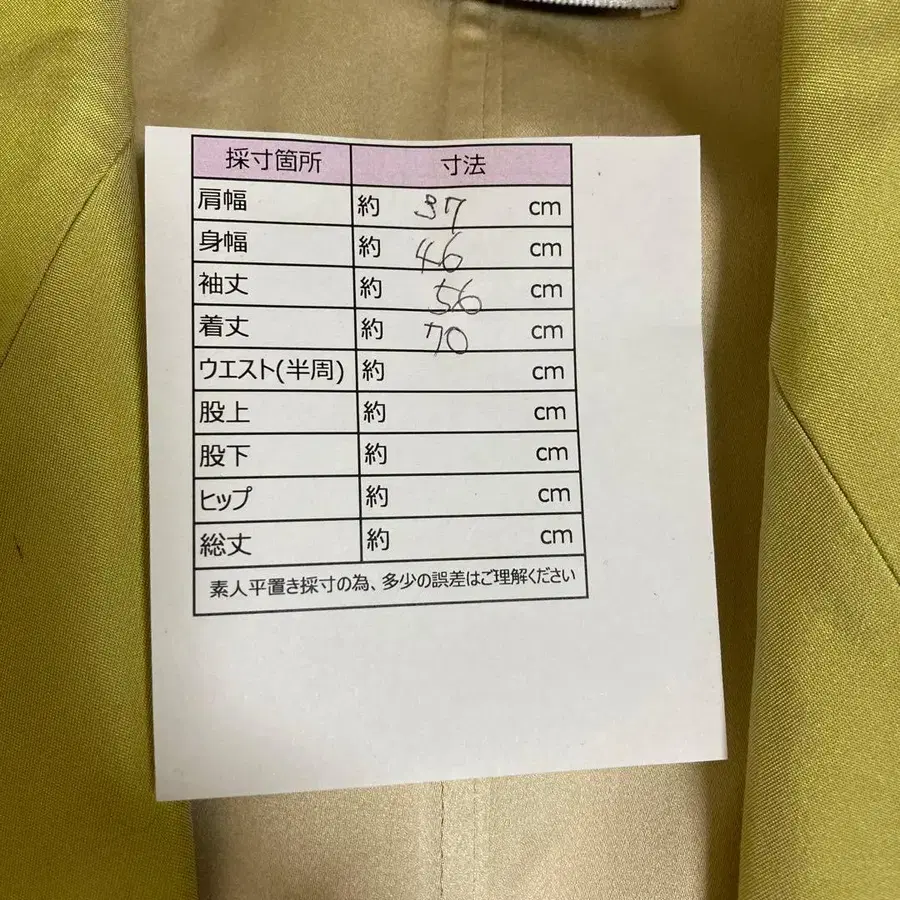 採寸箇所 寸法
肩幅 約 37 cm
身幅 約 46 cm
袖丈 約 56 cm
着丈 約 70 cm
ウエスト(半周) 約 cm
股上 約 cm
股下 約 cm
ヒップ 約 cm
総丈 約 cm
素人平置き採寸の為、多少の誤差はご理解ください